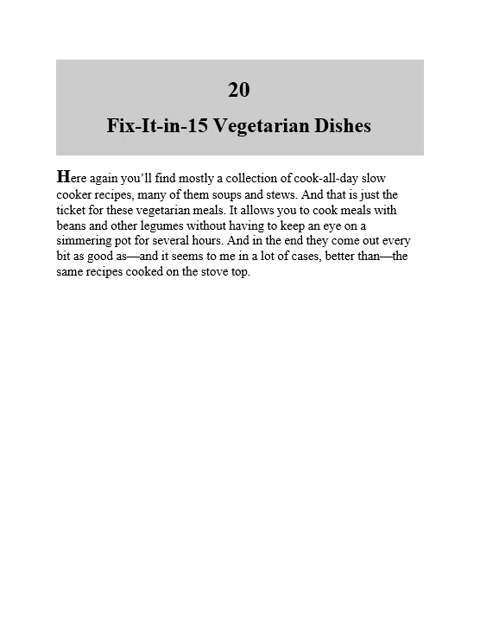 20
Fix-It-in-15 Vegetarian Dishes
Here again you’ll find mostly a collection of cook-all-day slow
cooker recipes, many of them soups and stews. And that is just the
ticket for these vegetarian meals. It allows you to cook meals with
beans and other legumes without having to keep an eye on a
simmering pot for several hours. And in the end they come out every
bit as good as—and it seems to me in a lot of cases, better than—the
same recipes cooked on the stove top.